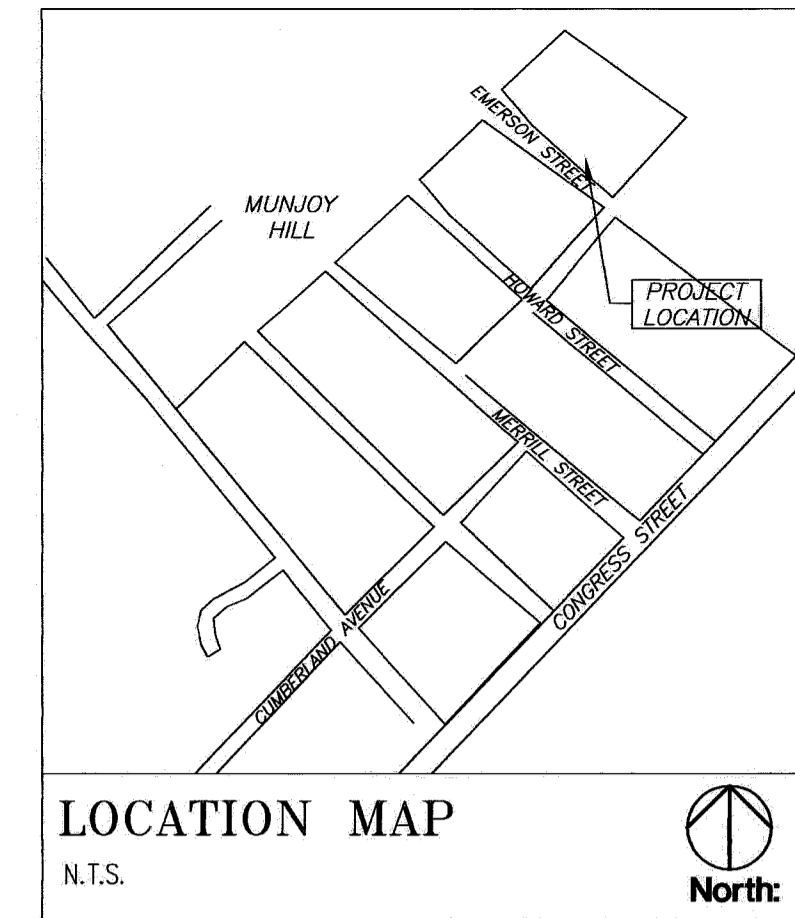 EMERSON STREET
MUNJOY
HILL
PROJECT
LOCATION
HOWARD STREET
MERRILL STREET
CONGRESS STREET
CUMBERLAND AVENUE
LOCATION MAP
N.T.S.
North: